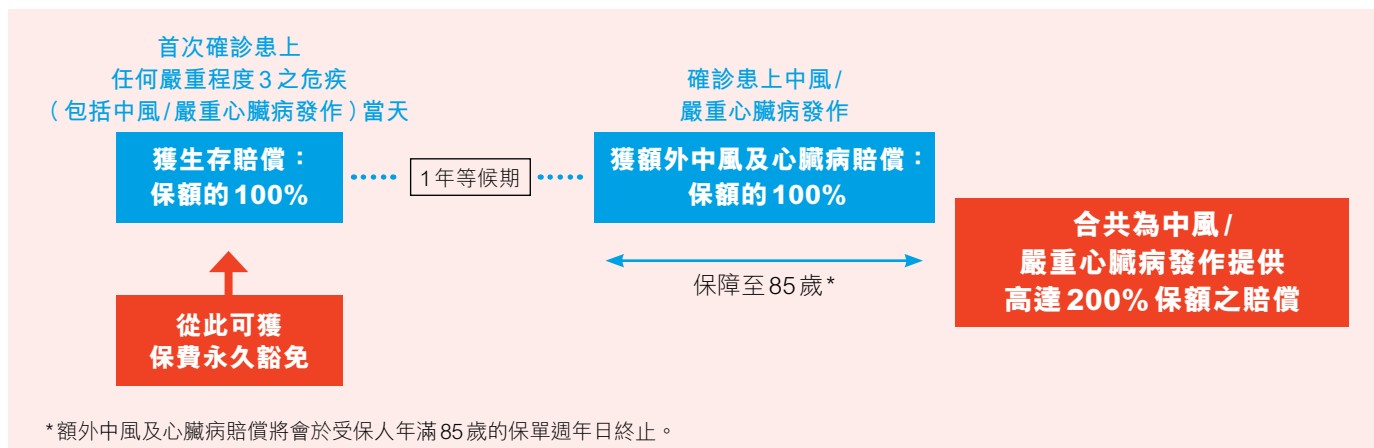 首次確診患上
任何嚴重程度3之危疾
（包括中風/嚴重心臟病發作）當天
獲生存賠償：
保額的100%
從此可獲
保費永久豁免
1年等候期
確診患上中風/
嚴重心臟病發作
獲額外中風及心臟病賠償：
保額的100%
保障至85歲*
合共為中風/
嚴重心臟病發作提供
高達200%保額之賠償
*額外中風及心臟病賠償將會於受保人年滿85歲的保單週年日終止。